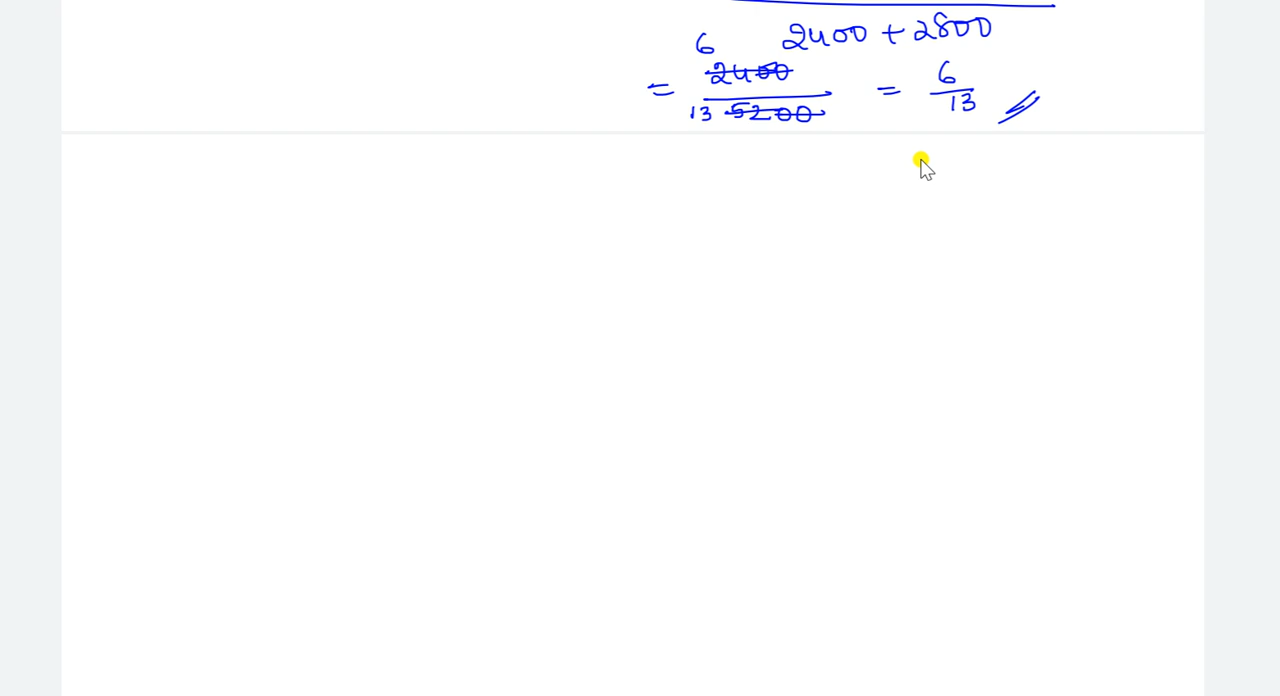 2400 + 2800
6
= 2400 = 6
13 5200 13